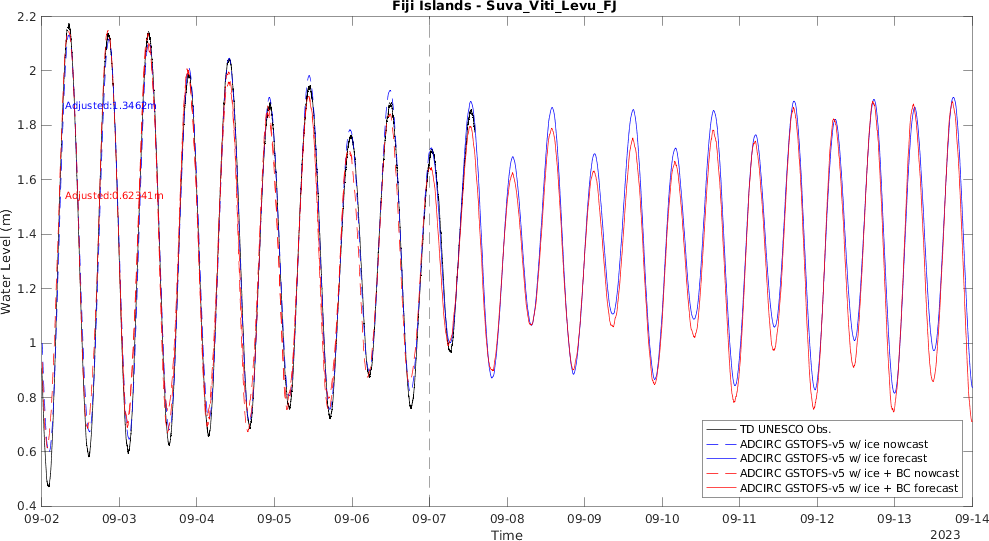 Fiji Islands - Suva_Viti_Levu_FJ
2.2
2
1.8
1.6
1.4
1.2
1
0.8
0.6
0.4
Water Level (m)
Adjusted:1.3462m
Adjusted:0.62341m
TD UNESCO Obs.
ADCIRC GSTOFS-v5 w/ ice nowcast
ADCIRC GSTOFS-v5 w/ ice forecast
ADCIRC GSTOFS-v5 w/ ice + BC nowcast
ADCIRC GSTOFS-v5 w/ ice + BC forecast
09-02 09-03 09-04 09-05 09-06 09-07 09-08 09-09 09-10 09-11 09-12 09-13 09-14
Time
2023